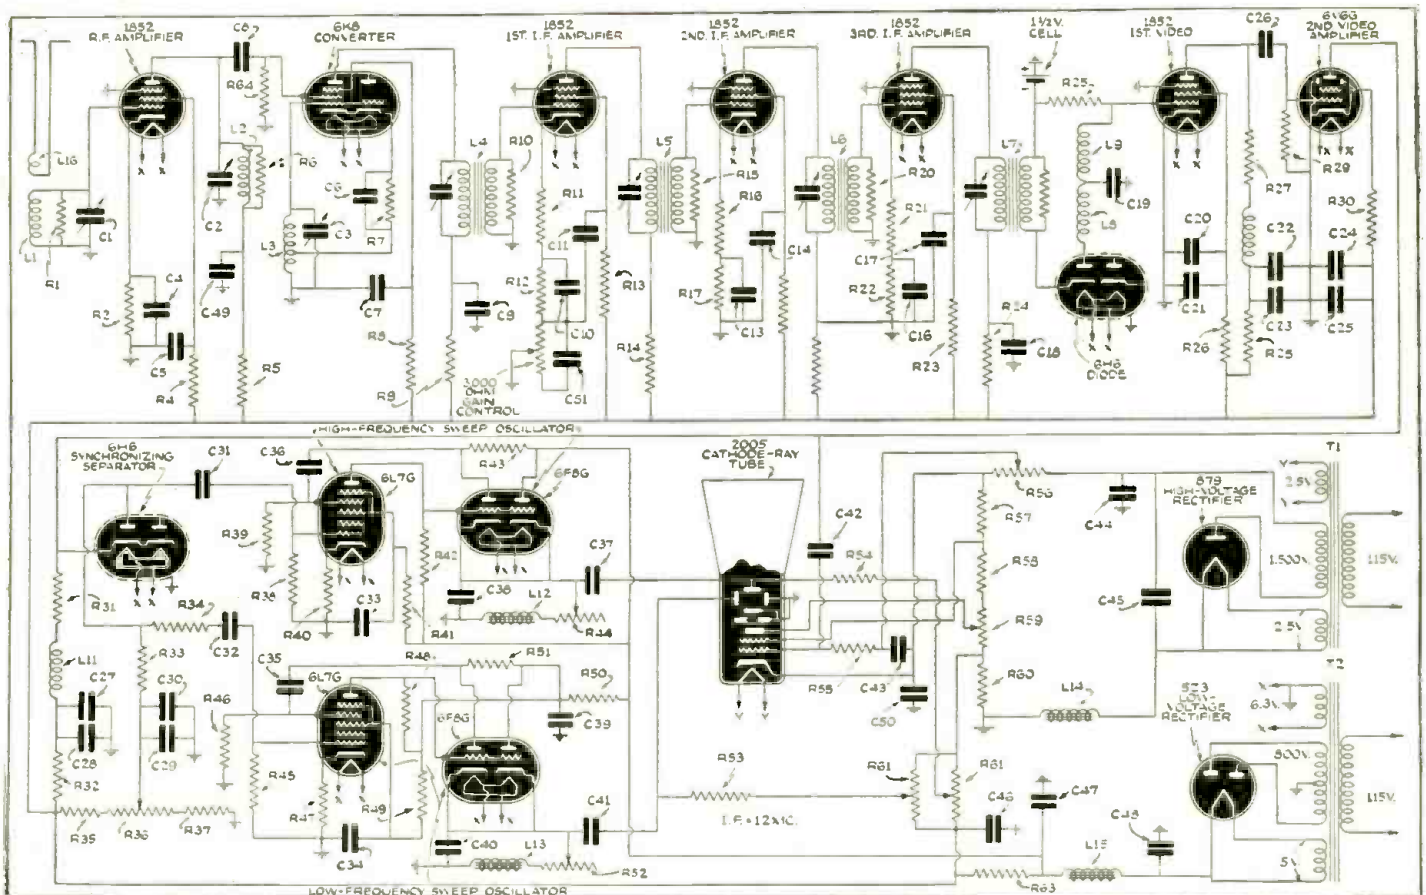 1852
R.F. AMPLIFIER
C8
6K8
CONVERTER
1852
1ST. I.F. AMPLIFIER
1852
2ND. I.F. AMPLIFIER
1852
3RD. I.F. AMPLIFIER
1½V.
CELL
1852
1ST. VIDEO
C26
6V6G
2ND VIDEO
AMPLIFIER
R64
R25
L16
L2
R6
L4
R10
L5
R15
L6
R20
L7
L9
R29
R27
R30
C1
C2
C6
R11
R16
R21
C19
L1
R1
L3
C3
R7
C11
C14
C17
L8
C20
C22
C24
C4
R2
C49
C7
C9
R12
C10
R13
R17
C13
R22
C16
R24
C18
C21
C23
C25
C5
R4
R5
R8
R9
3,000
OHM
GAIN
CONTROL
C51
R14
R23
6H6
DIODE
R26
R28
HIGH-FREQUENCY SWEEP OSCILLATOR
6H6
SYNCHRONIZING
SEPARATOR
C31
C36
6L7G
R43
6F8G
2005
CATHODE-RAY
TUBE
R56
879
HIGH-VOLTAGE
RECTIFIER
T1
Y
2.5V.
Y
R39
R42
C37
C42
R54
R57
C44
R58
1,500V.
115V.
R31
R34
R38
R40
C33
R41
C38
L12
R44
C45
R59
2.5V.
L11
R33
C32
R48
R51
R50
R55
C43
R60
T2
C27
C30
R46
C35
6L7G
6F8G
C39
C50
L14
5Z3
LOW-
VOLTAGE
RECTIFIER
X
6.3V.
X
C28
C29
R32
R45
R47
R49
R53
R61
R61
C47
800V.
115V.
R35
R36
R37
C34
C40
L13
C41
R52
I.F.=12MC.
C46
C48
L15
5V.
R63
LOW-FREQUENCY SWEEP OSCILLATOR